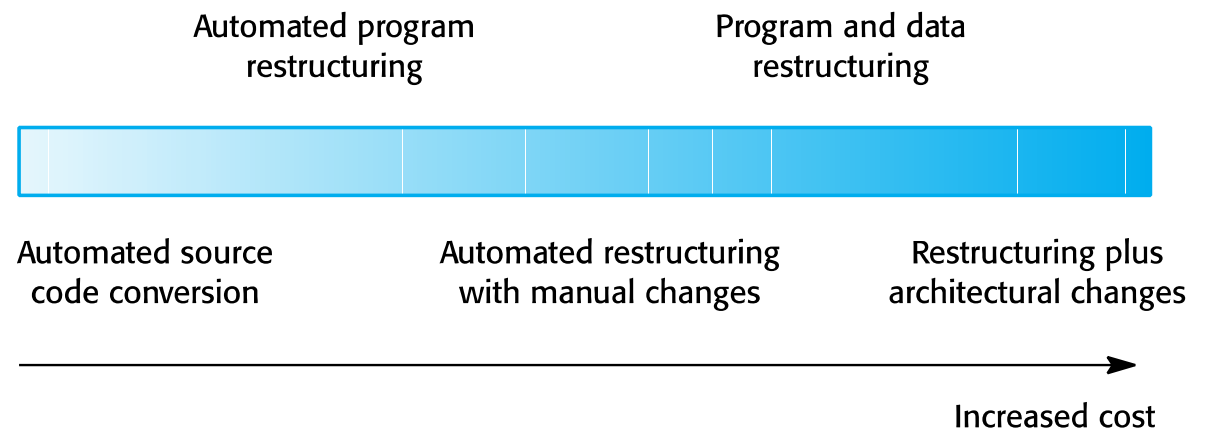 Automated program
restructuring
Program and data
restructuring
Automated source
code conversion
Automated restructuring
with manual changes
Restructuring plus
architectural changes
Increased cost